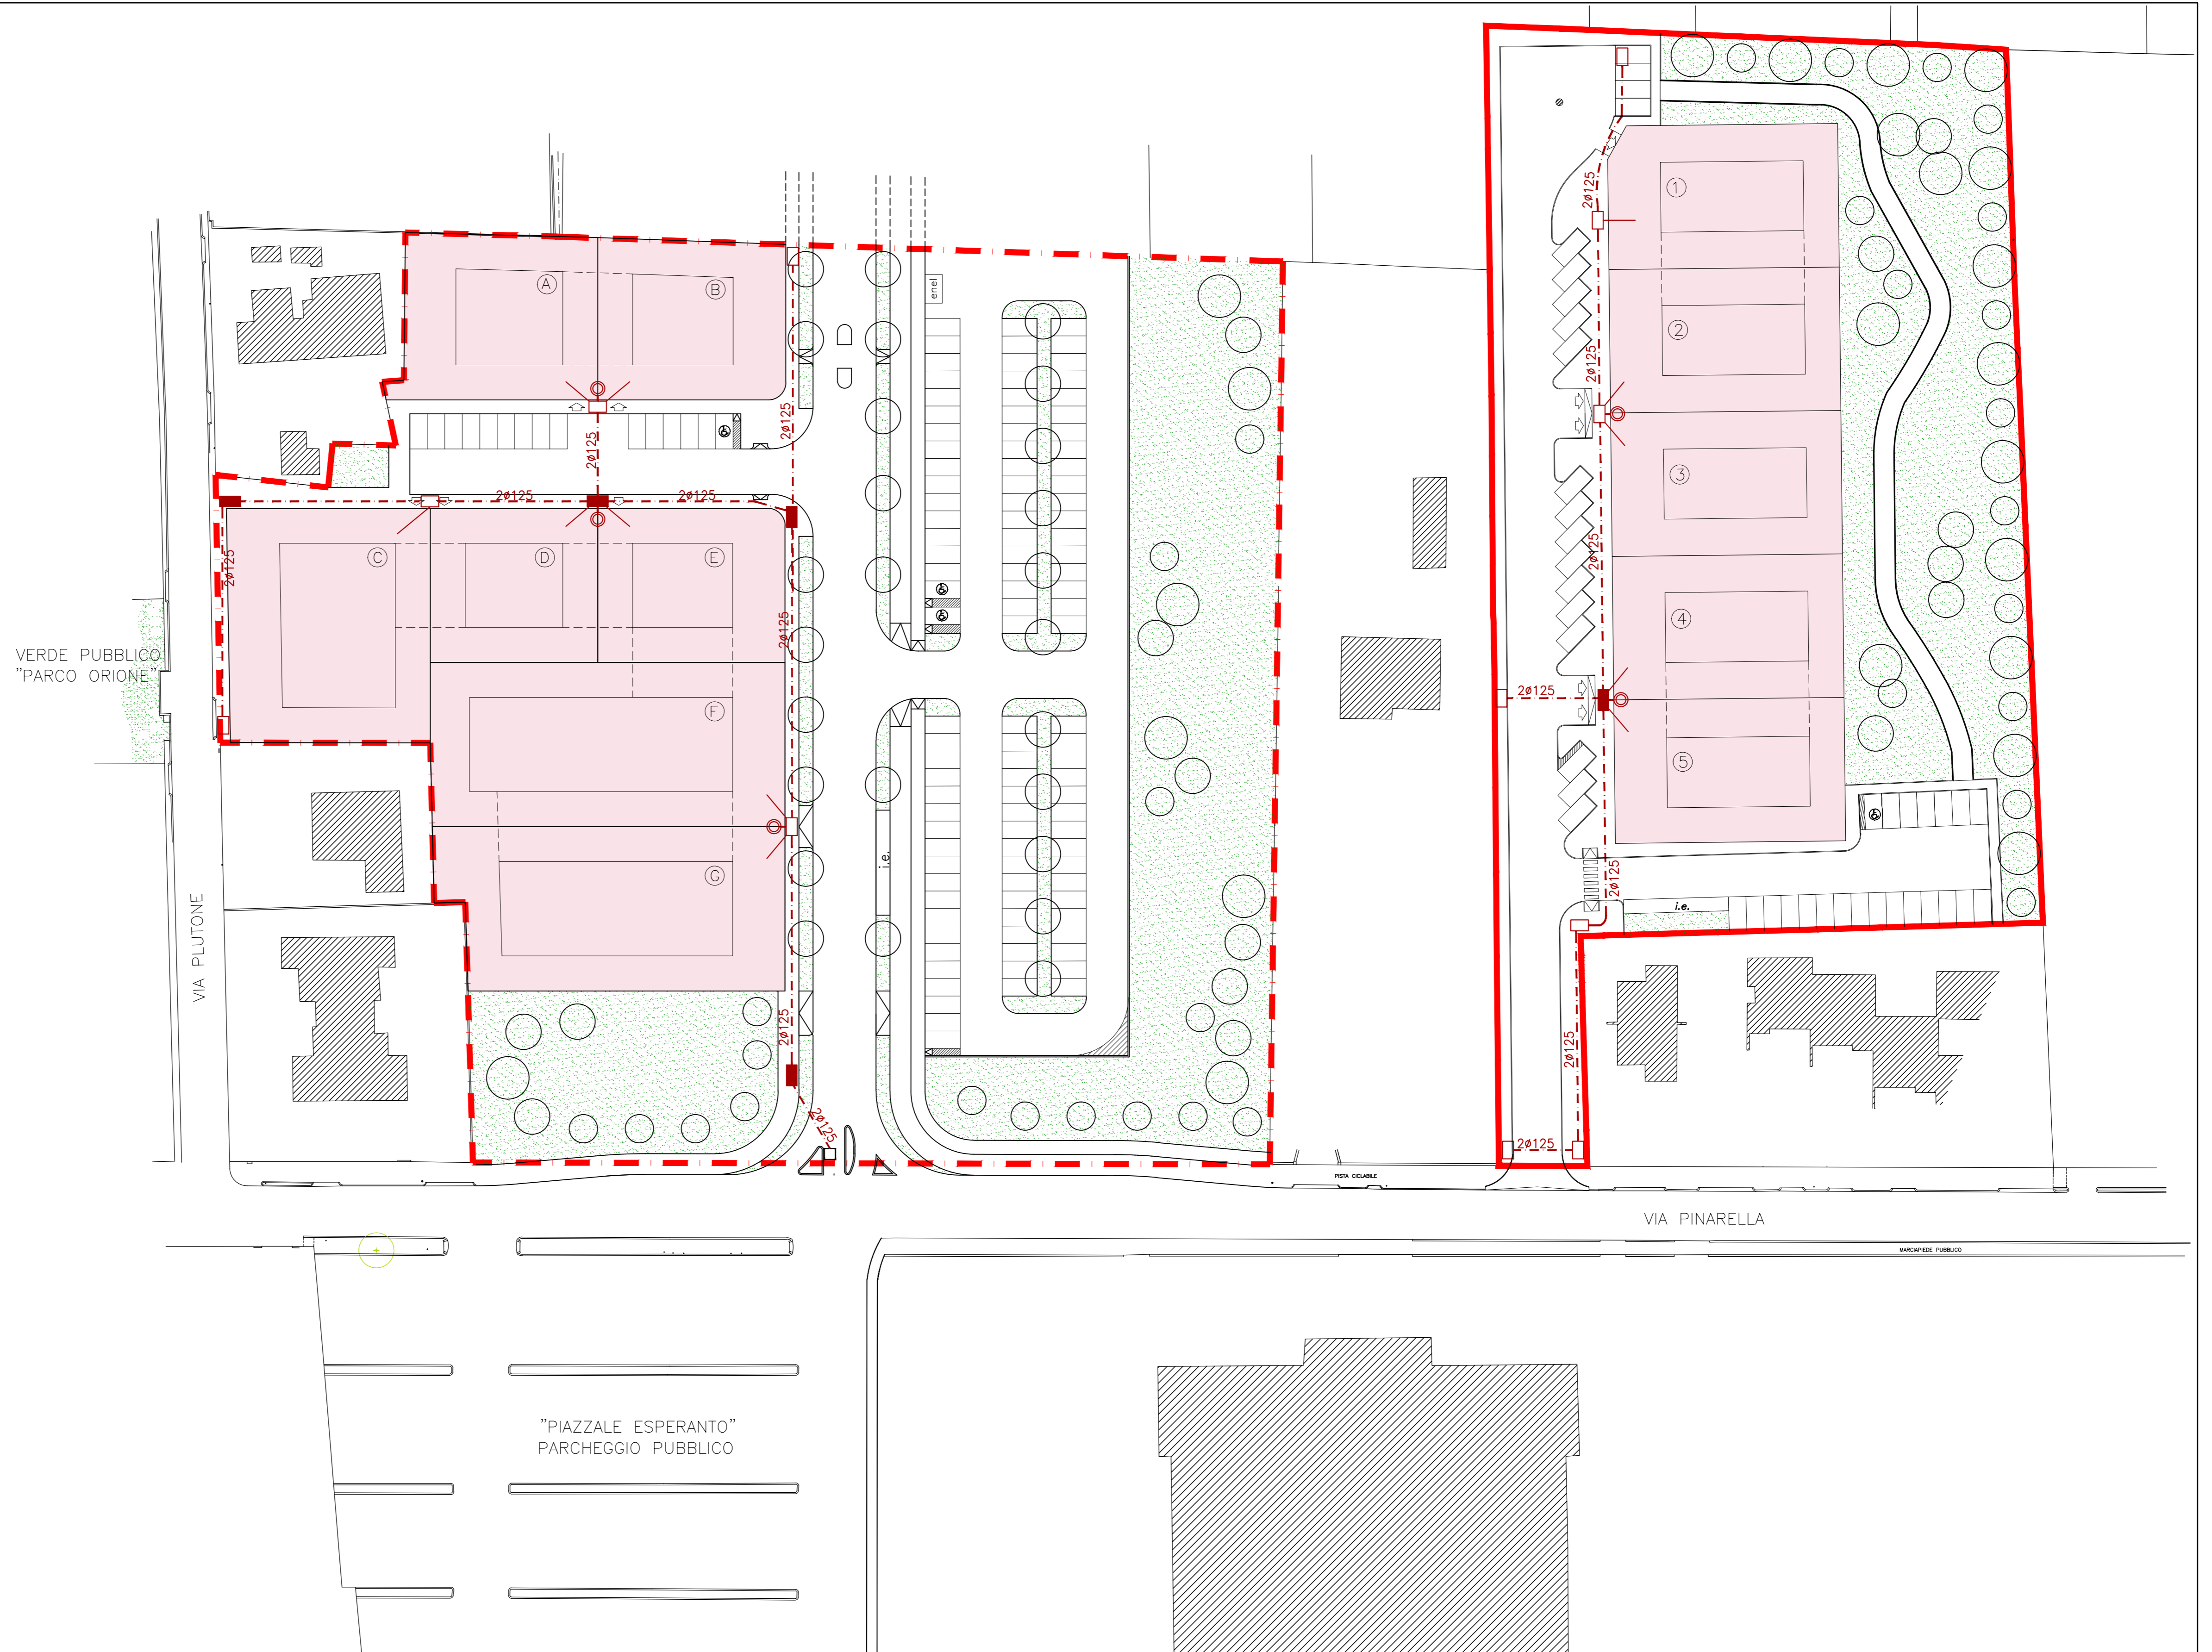 A
B
enel
2ø125
2ø125
2ø125
2ø125
2ø125
C
D
E
2ø125
F
i.e.
G
2ø125
2ø125
VERDE PUBBLICO
"PARCO ORIONE"
VIA PLUTONE
2ø125
1
2ø125
2
2ø125
3
2ø125
4
2ø125
5
2ø125
i.e.
2ø125
2ø125
PISTA CICLABILE
VIA PINARELLA
MARCIAPIEDE PUBBLICO
"PIAZZALE ESPERANTO"
PARCHEGGIO PUBBLICO